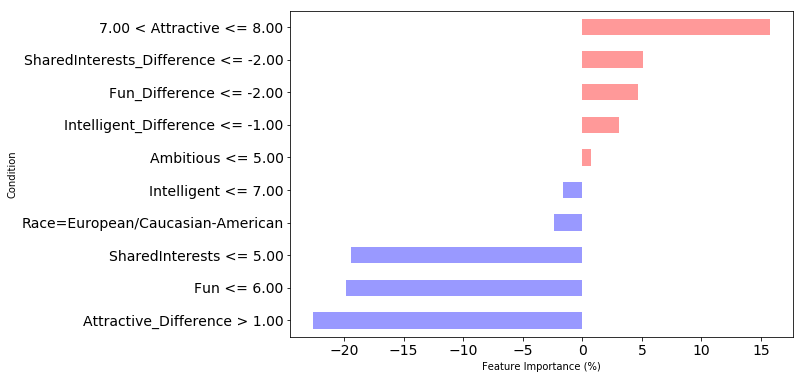 7.00 < Attractive <= 8.00
SharedInterests_Difference <= -2.00
Fun_Difference <= -2.00
Intelligent_Difference <= -1.00
Ambitious <= 5.00
Intelligent <= 7.00
Race=European/Caucasian-American
SharedInterests <= 5.00
Fun <= 6.00
Attractive_Difference > 1.00
Condition
−20 −15 −10 −5 0 5 10 15
Feature Importance (%)